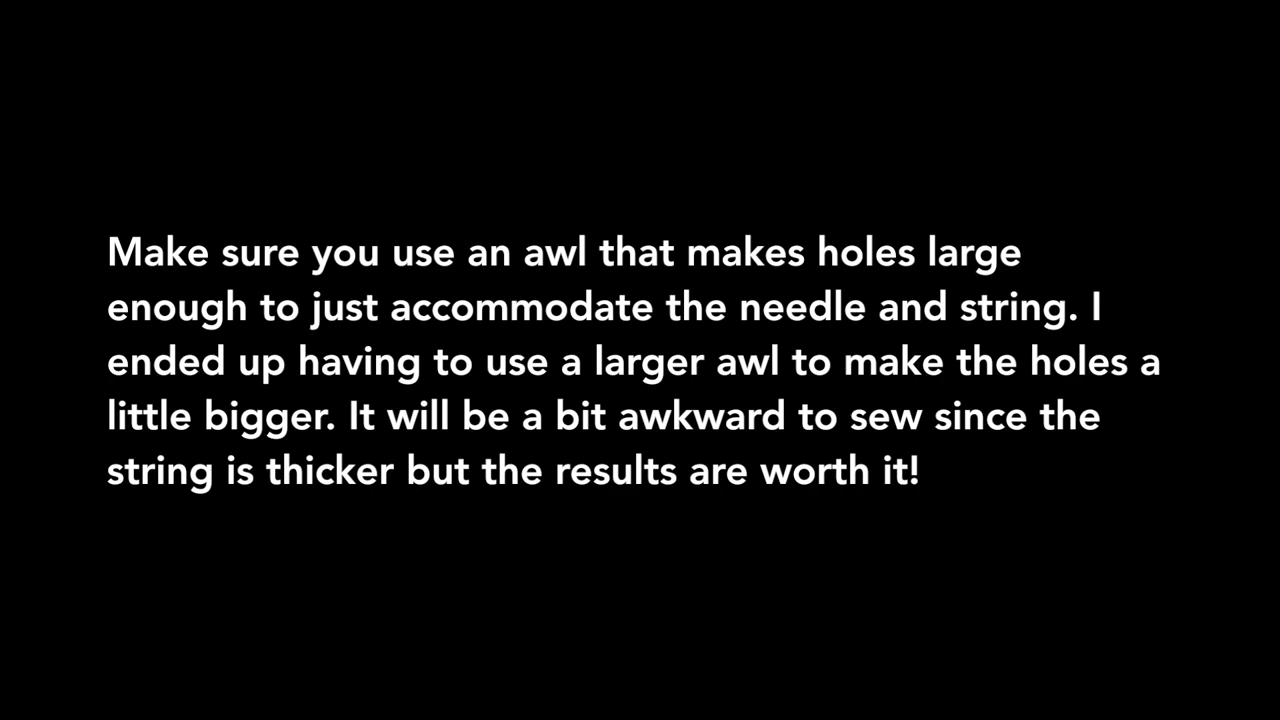 Make sure you use an awl that makes holes large
enough to just accommodate the needle and string. I
ended up having to use a larger awl to make the holes a
little bigger. It will be a bit awkward to sew since the
string is thicker but the results are worth it!